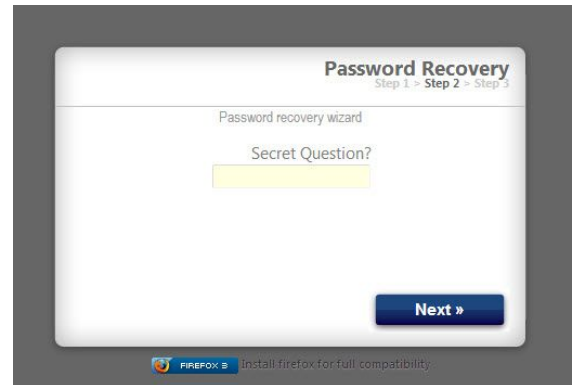 Password Recovery
Step 1 > Step 2 > Step 3
Password recovery wizard
Secret Question?
Next »
FIREFOX 3 Install firefox for full compatibility